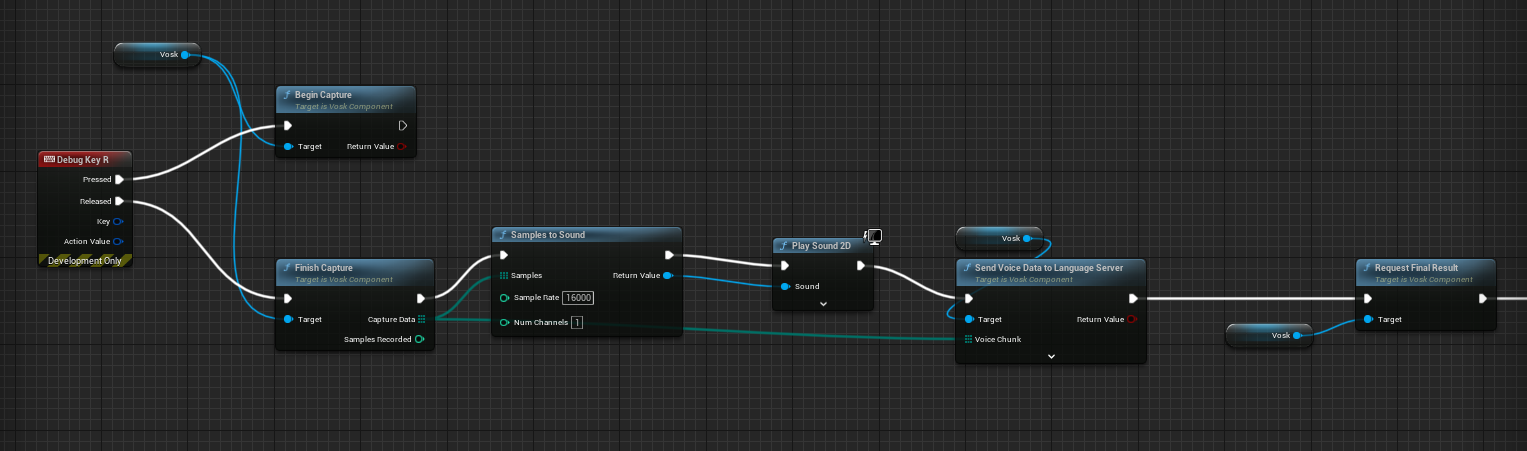 Vosk
Begin Capture
Target is Vosk Component
Target
Return Value
Debug Key R
Pressed
Released
Key
Action Value
Development Only
Finish Capture
Target is Vosk Component
Target
Capture Data
Samples Recorded
Samples to Sound
Samples
Return Value
Sample Rate 16000
Num Channels 1
Play Sound 2D
Sound
Vosk
Send Voice Data to Language Server
Target is Vosk Component
Target
Return Value
Voice Chunk
Vosk
Request Final Result
Target is Vosk Component
Target